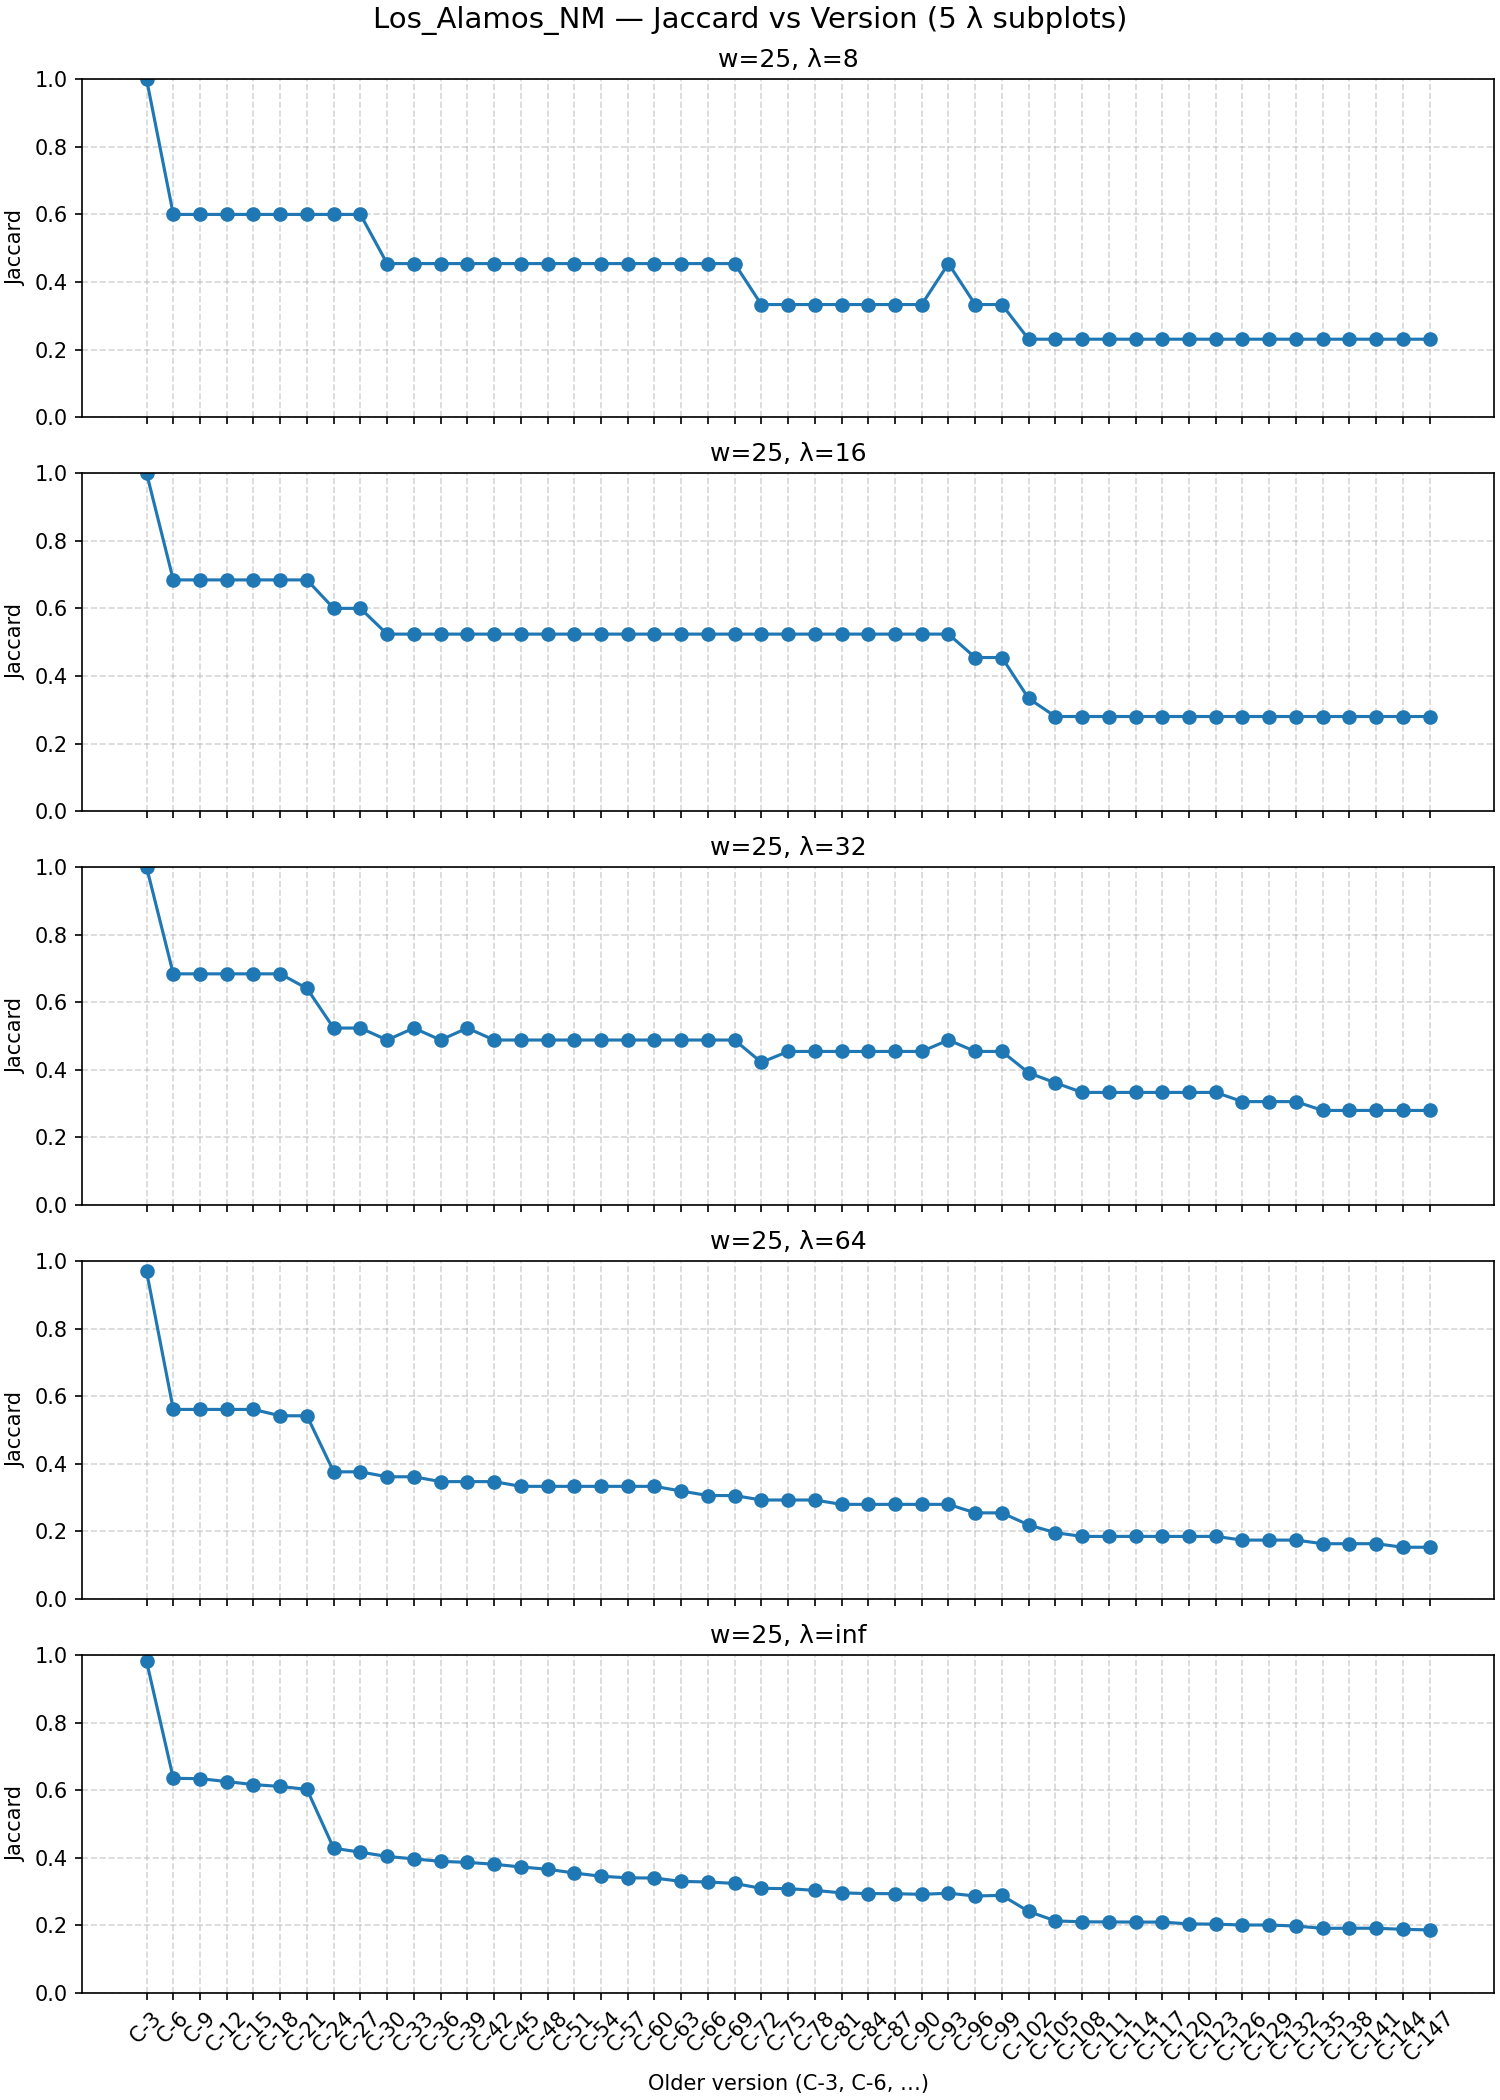 Los_Alamos_NM — Jaccard vs Version (5 λ subplots)
w=25, λ=8
1.0
0.8
0.6
0.4
0.2
0.0
Jaccard
w=25, λ=16
1.0
0.8
0.6
0.4
0.2
0.0
Jaccard
w=25, λ=32
1.0
0.8
0.6
0.4
0.2
0.0
Jaccard
w=25, λ=64
1.0
0.8
0.6
0.4
0.2
0.0
Jaccard
w=25, λ=inf
1.0
0.8
0.6
0.4
0.2
0.0
Jaccard
C-3 C-6 C-9 C-12 C-15 C-18 C-21 C-24 C-27 C-30 C-33 C-36 C-39 C-42 C-45 C-48 C-51 C-54 C-57 C-60 C-63 C-66 C-69 C-72 C-75 C-78 C-81 C-84 C-87 C-90 C-93 C-96 C-99 C-102 C-105 C-108 C-111 C-114 C-117 C-120 C-123 C-126 C-129 C-132 C-135 C-138 C-141 C-144 C-147
Older version (C-3, C-6, ...)